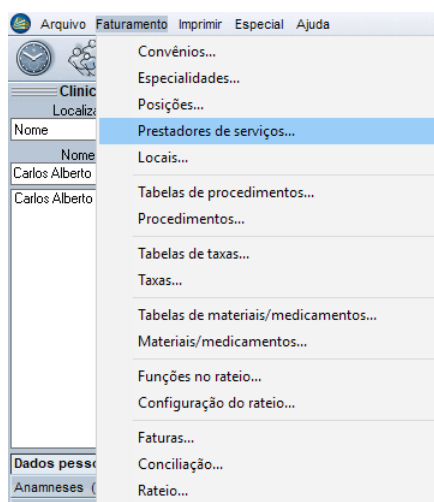 Arquivo Faturamento Imprimir Especial Ajuda
Convênios...
Especialidades...
Posições...
Prestadores de serviços...
Locais...
Tabelas de procedimentos...
Procedimentos...
Tabelas de taxas...
Taxas...
Tabelas de materiais/medicamentos...
Materiais/medicamentos...
Funções no rateio...
Configuração do rateio...
Faturas...
Conciliação...
Rateio...
Clinic
Localiza
Nome
Nome
Carlos Alberto
Carlos Alberto
Dados pesso
Anamneses (